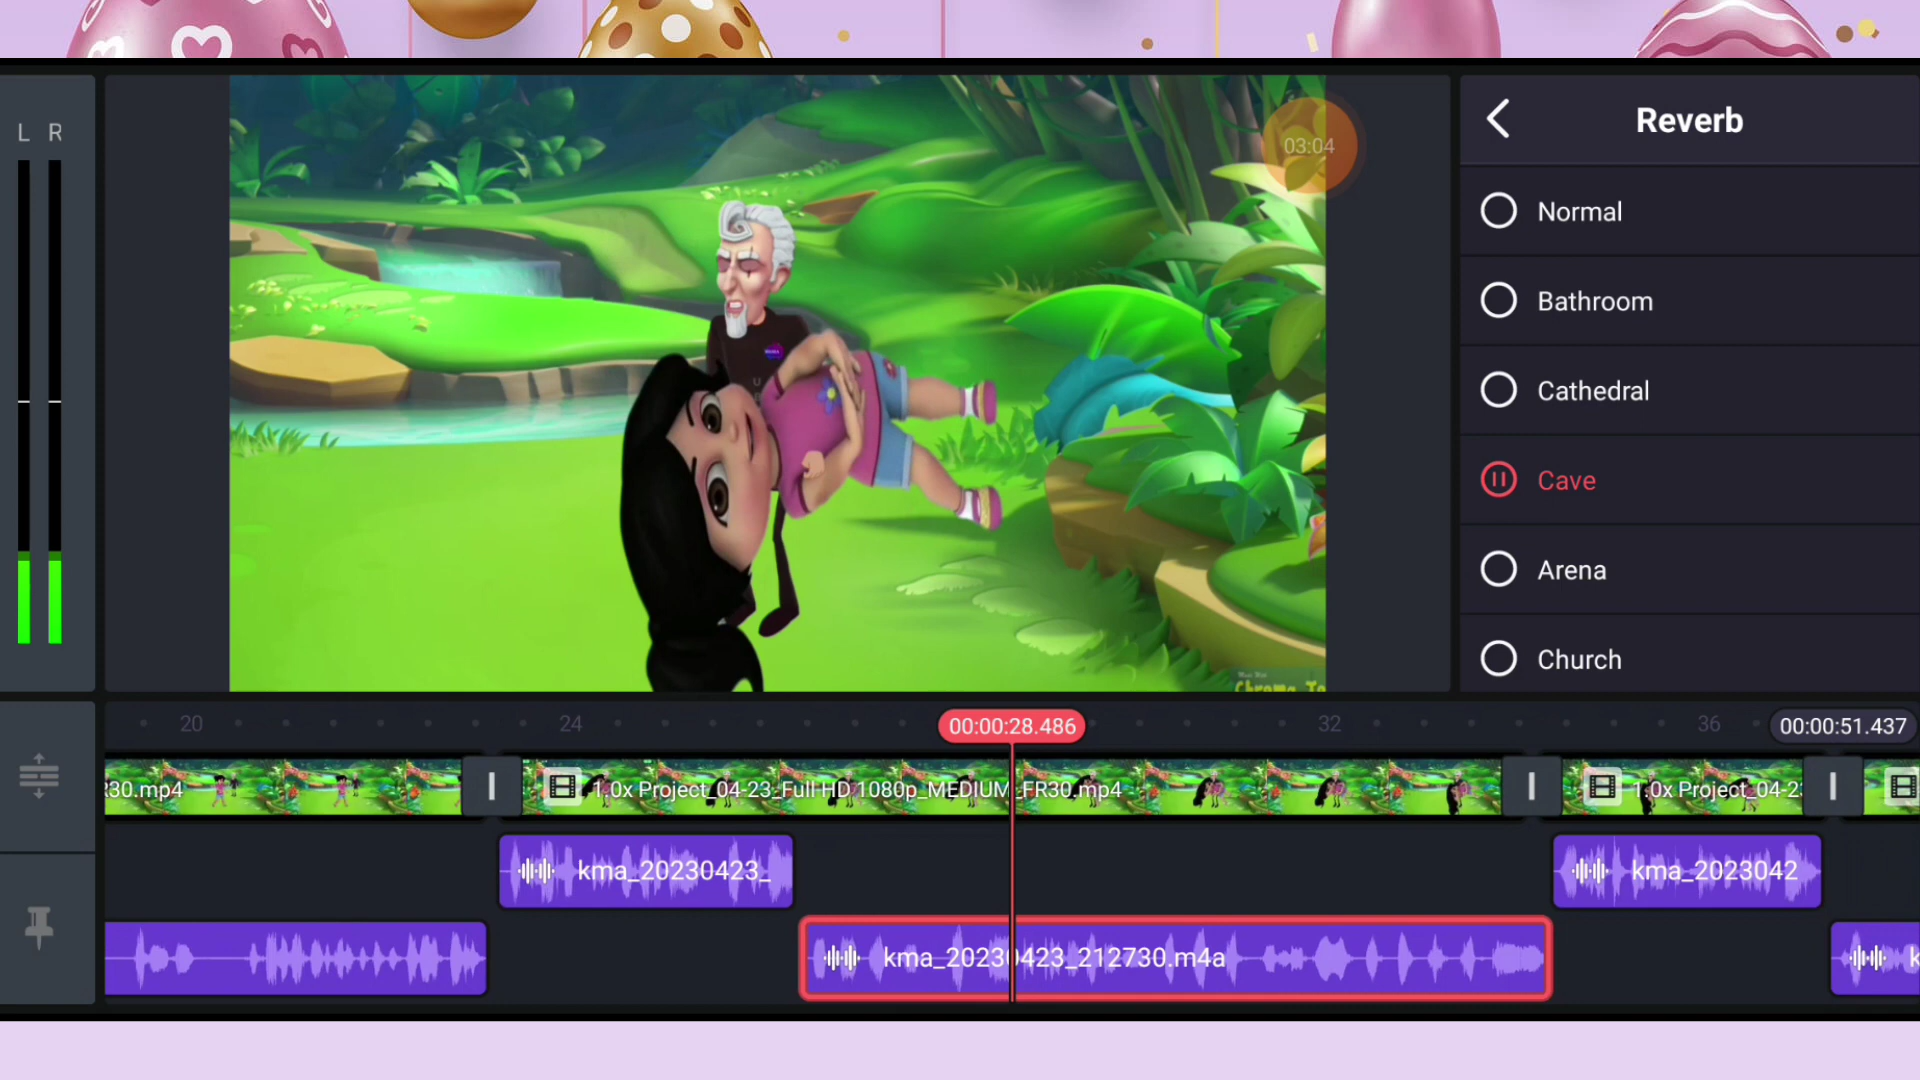 L R
03:04
Reverb
Normal
Bathroom
Cathedral
Cave
Arena
Church
20
24
00:00:28.486
32
36
00:00:51.437
30.mp4
1.0x Project_04-23_Full HD 1080p_MEDIUM_FR30.mp4
1.0x Project_04-2
kma_20230423_
kma_2023042
kma_20230423_212730.m4a
k